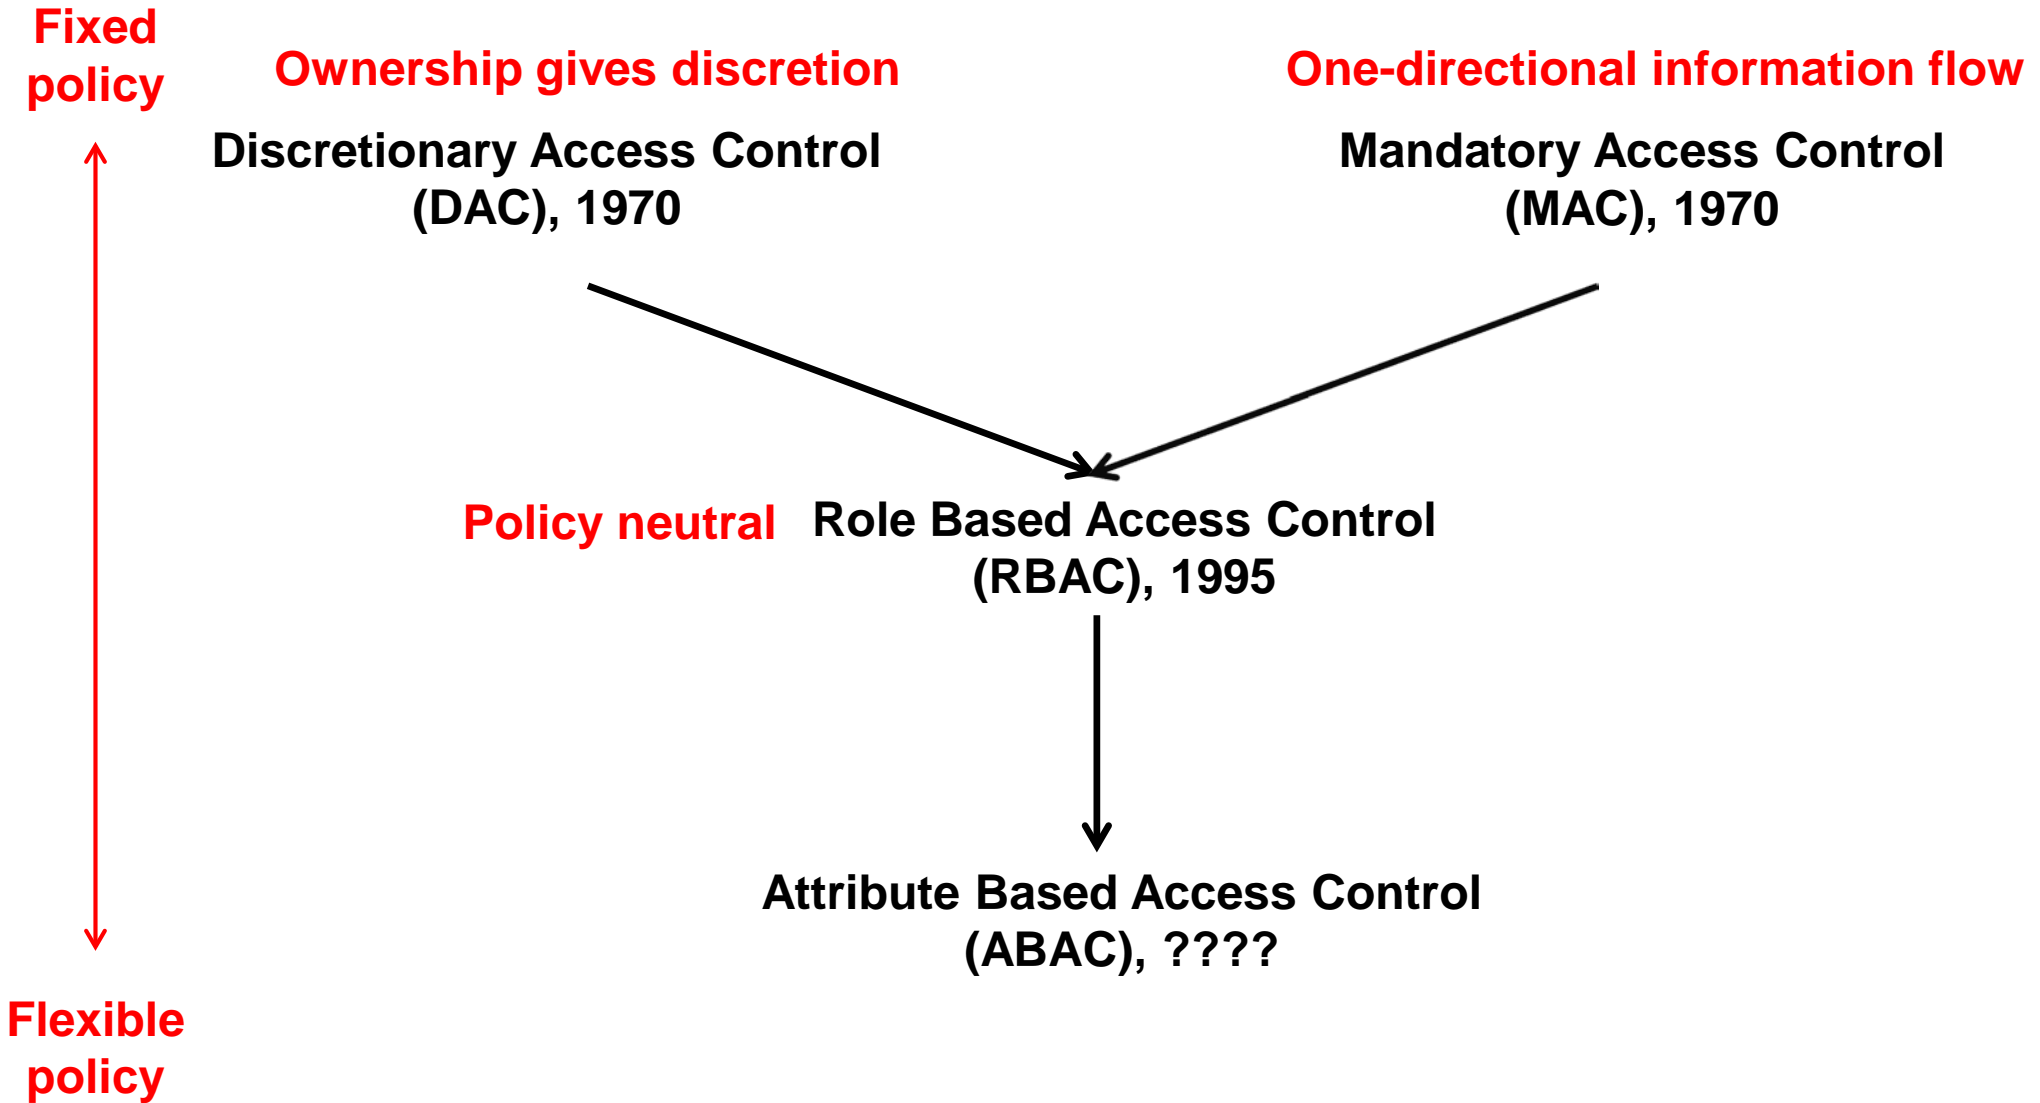 Fixed
policy
Ownership gives discretion
One-directional information flow
Discretionary Access Control
(DAC), 1970
Mandatory Access Control
(MAC), 1970
Policy neutral
Role Based Access Control
(RBAC), 1995
Attribute Based Access Control
(ABAC), ????
Flexible
policy